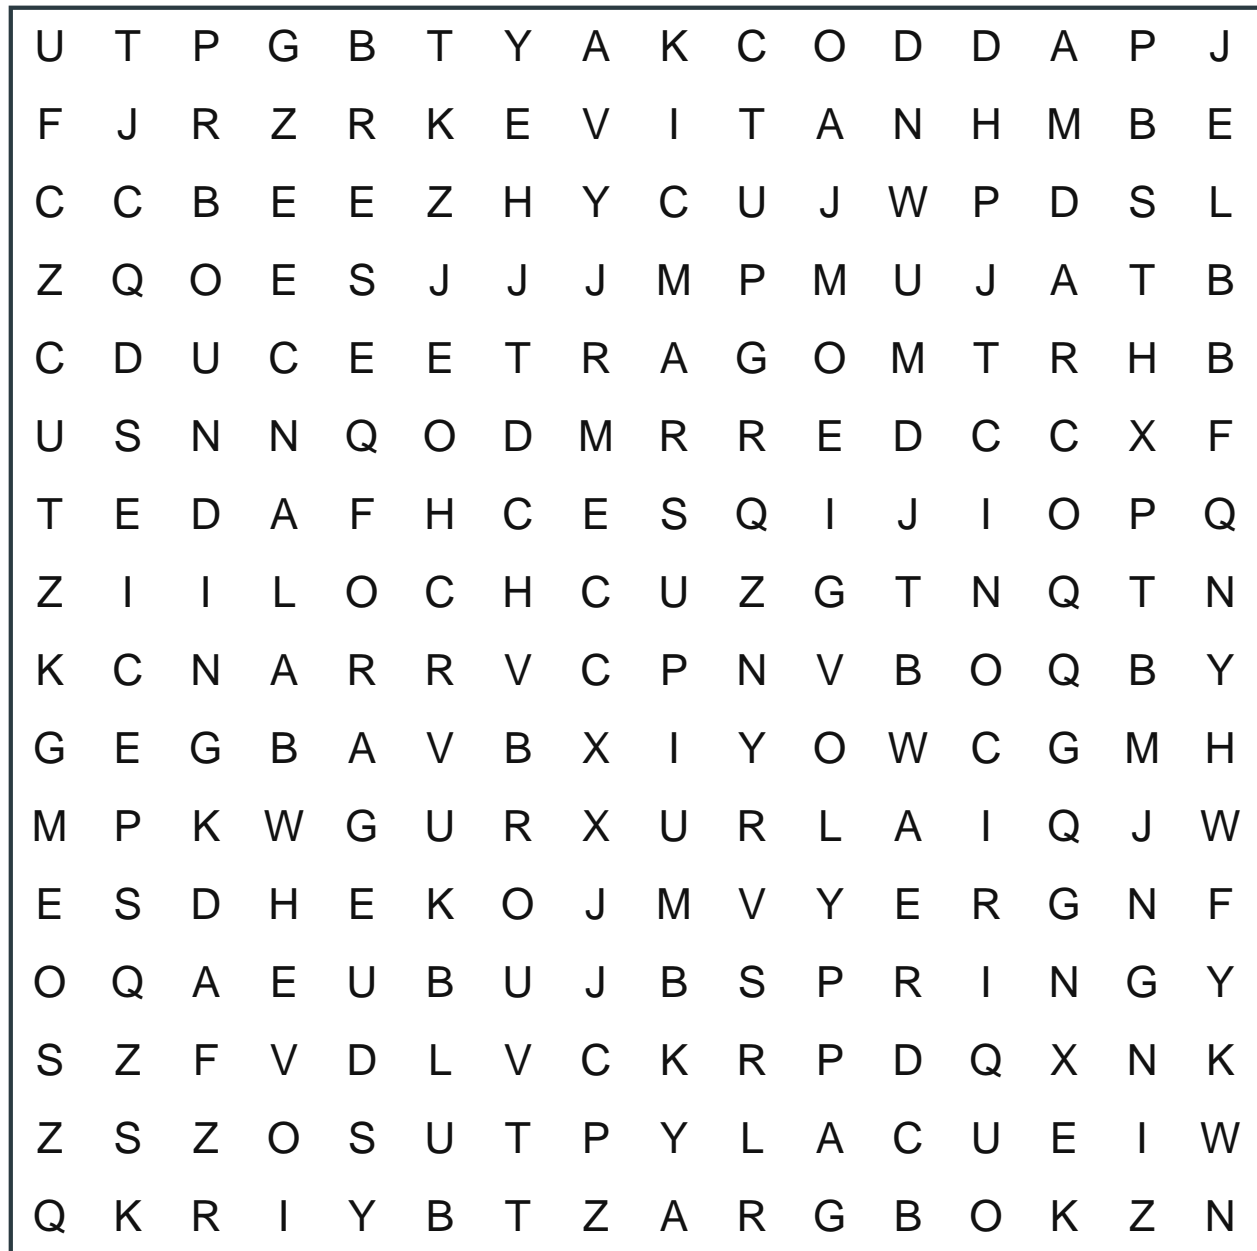 U T P G B T Y A K C O D D A P J
F J R Z R K E V I T A N H M B E
C C B E E Z H Y C U J W P D S L
Z Q O E S J J J M P M U J A T B
C D U C E E T R A G O M T R H B
U S N N Q O D M R R E D C C X F
T E D A F H C E S Q I J I O P Q
Z I I L O C H C U Z G T N Q T N
K C N A R R V C P N V B O Q B Y
G E G B A V B X I Y O W C G M H
M P K W G U R X U R L A I Q J W
E S D H E K O J M V Y E R G N F
O Q A E U B U J B S P R I N G Y
S Z F V D L V C K R P D Q X N K
Z S Z O S U T P Y L A C U E I W
Q K R I Y B T Z A R G B O K Z N